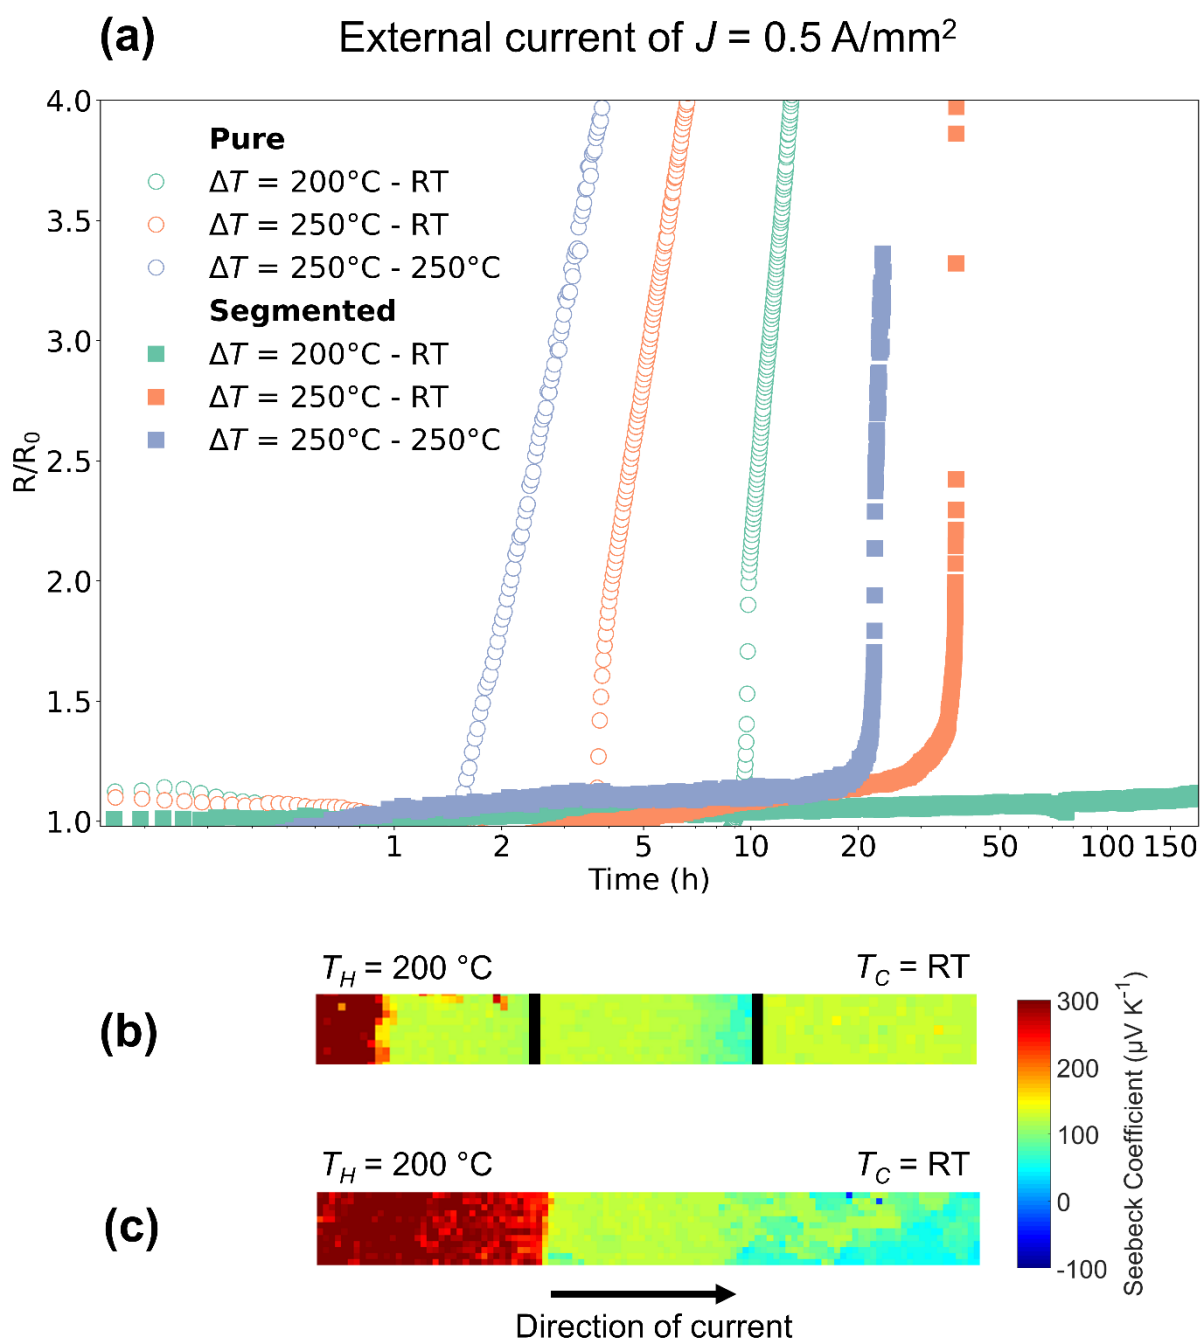 (a)
External current of J = 0.5 A/mm²
4.0
3.5
3.0
2.5
2.0
1.5
1.0
R/R₀
Pure
ΔT = 200°C - RT
ΔT = 250°C - RT
ΔT = 250°C - 250°C
Segmented
ΔT = 200°C - RT
ΔT = 250°C - RT
ΔT = 250°C - 250°C
1 2 5 10 20 50 100 150
Time (h)
(b)
T_H = 200 °C
T_C = RT
(c)
T_H = 200 °C
T_C = RT
Direction of current
300
200
100
0
-100
Seebeck Coefficient (µV K⁻¹)